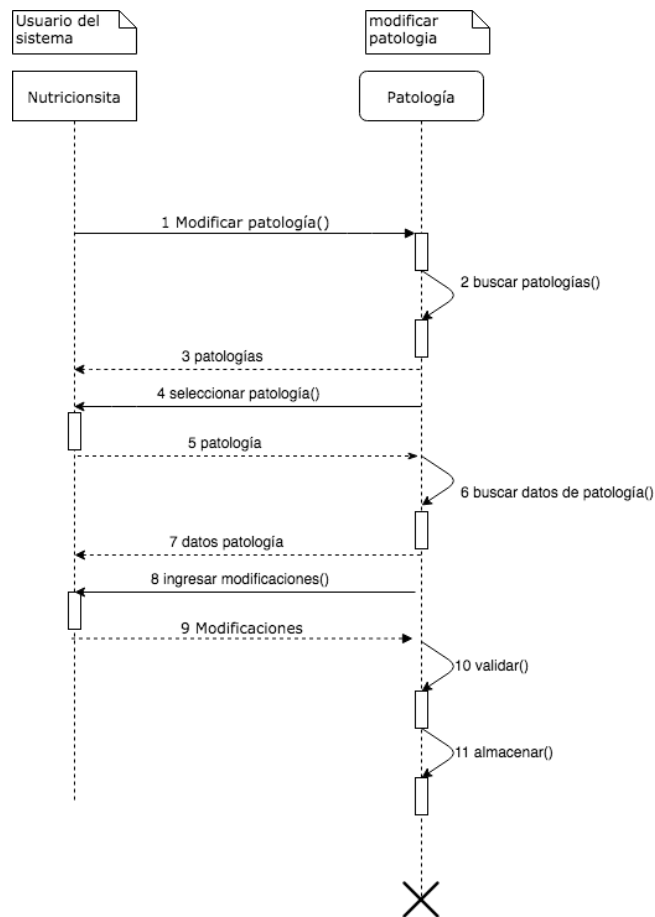 Usuario del
sistema
modificar
patologia
Nutricionsita
Patología
1 Modificar patología()
2 buscar patologías()
3 patologías
4 seleccionar patología()
5 patología
6 buscar datos de patología()
7 datos patología
8 ingresar modificaciones()
9 Modificaciones
10 validar()
11 almacenar()